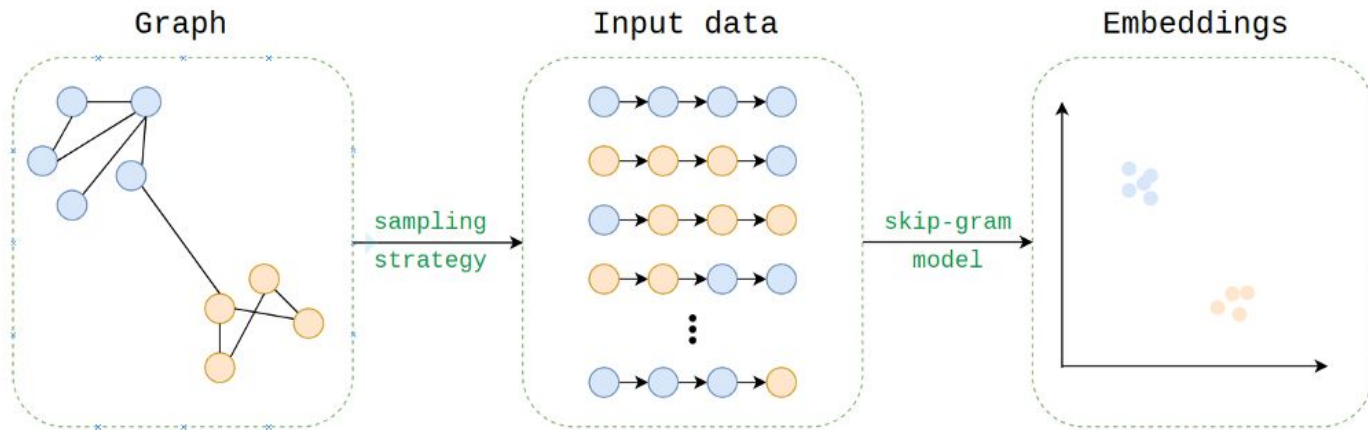 Graph
Input data
Embeddings
sampling
strategy
skip-gram
model